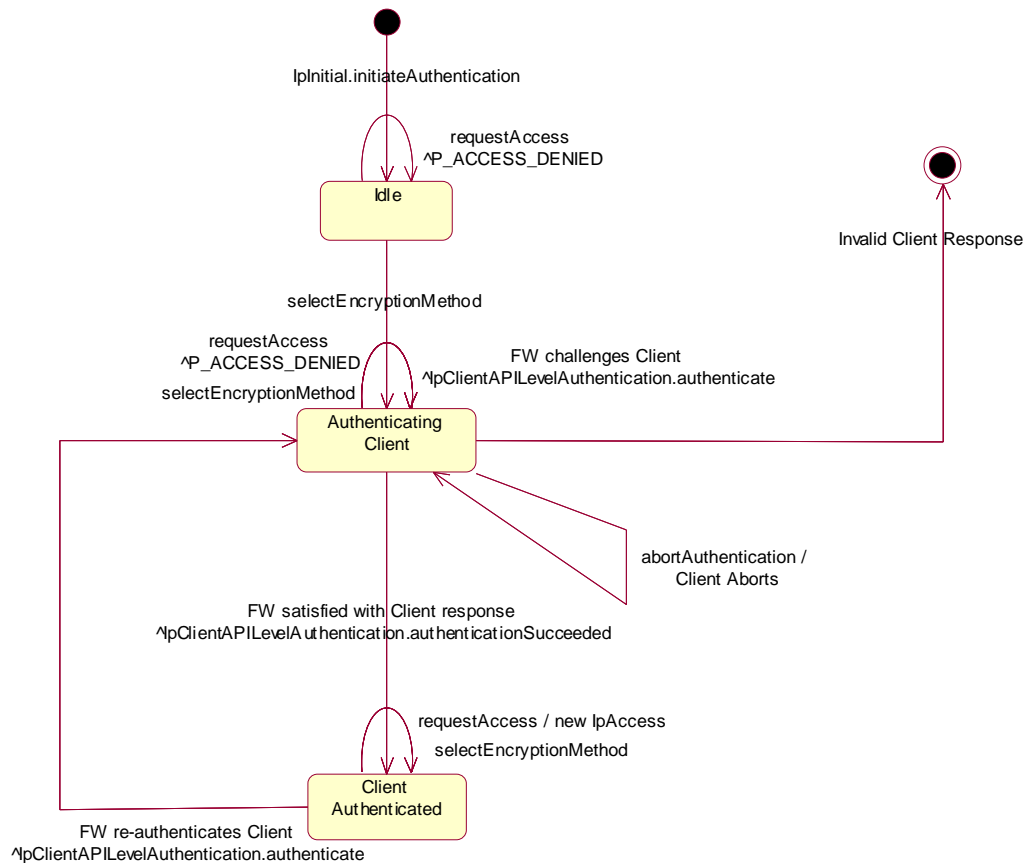 IpInitial.initiateAuthentication
requestAccess
^P_ACCESS_DENIED
Idle
Invalid Client Response
selectEncryptionMethod
requestAccess
^P_ACCESS_DENIED
selectEncryptionMethod
FW challenges Client
^IpClientAPILevelAuthentication.authenticate
Authenticating
Client
abortAuthentication /
Client Aborts
FW satisfied with Client response
^IpClientAPILevelAuthentication.authenticationSucceeded
requestAccess / new IpAccess
selectEncryptionMethod
Client
Authenticated
FW re-authenticates Client
^IpClientAPILevelAuthentication.authenticate